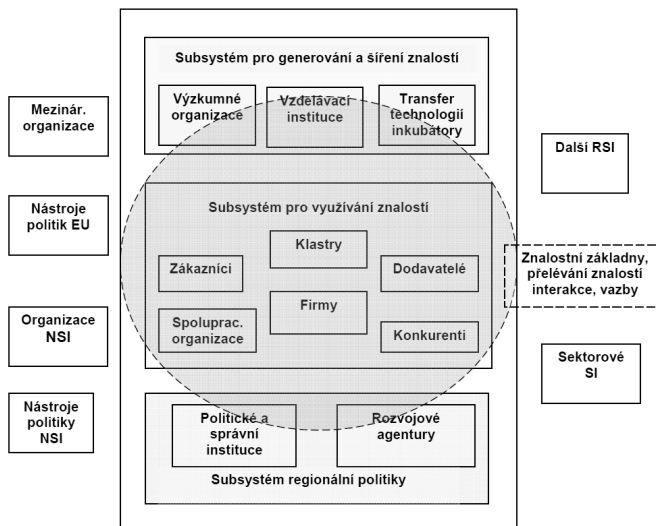 Subsystém pro generování a šíření znalostí
Výzkumné
organizace
Vzdělávací
instituce
Transfer
technologií
inkubátory
Mezinár.
organizace
Nástroje
politik EU
Organizace
NSI
Nástroje
politiky
NSI
Subsystém pro využívání znalostí
Klastry
Zákazníci
Dodavatelé
Firmy
Spoluprac.
organizace
Konkurenti
Další RSI
Znalostní základny,
přelévání znalostí
interakce, vazby
Sektorové
SI
Politické a
správní
instituce
Rozvojové
agentury
Subsystém regionální politiky